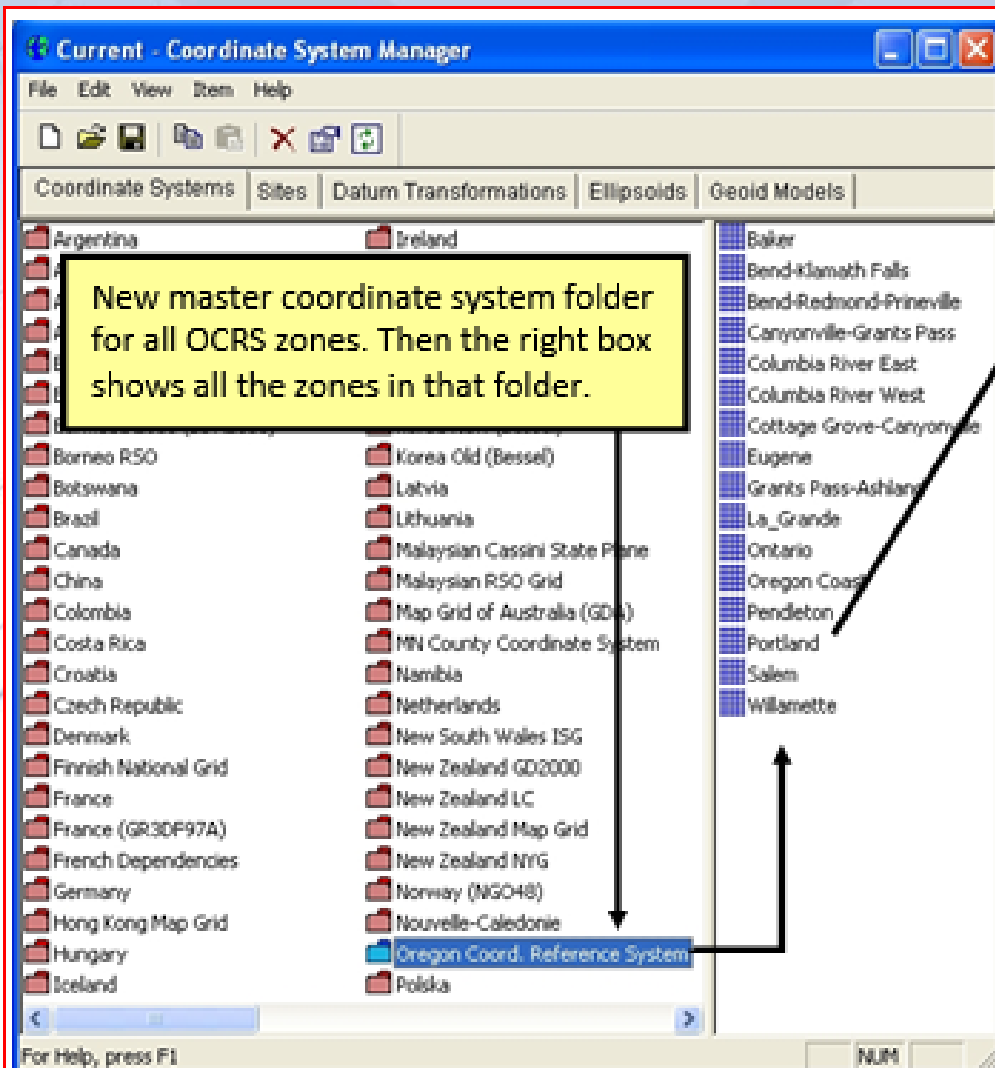 Current - Coordinate System Manager
File Edit View Item Help
Coordinate Systems Sites Datum Transformations Ellipsoids Geoid Models
Argentina
New master coordinate system folder
for all OCRS zones. Then the right box
shows all the zones in that folder.
Borneo RSO
Botswana
Brazil
Canada
China
Colombia
Costa Rica
Croatia
Czech Republic
Denmark
Finnish National Grid
France
France (GR3DF97A)
French Dependencies
Germany
Hong Kong Map Grid
Hungary
Iceland
Ireland
Korea Old (Bessel)
Latvia
Lithuania
Malaysian Cassini State Plane
Malaysian RSO Grid
Map Grid of Australia (GDA)
MN County Coordinate System
Namibia
Netherlands
New South Wales ISG
New Zealand GD2000
New Zealand LC
New Zealand Map Grid
New Zealand NYG
Norway (NGO48)
Nouvelle-Caledonie
Oregon Coord. Reference System
Polska
Baker
Bend-Klamath Falls
Bend-Redmond-Prineville
Canyonville-Grants Pass
Columbia River East
Columbia River West
Cottage Grove-Canyonville
Eugene
Grants Pass-Ashland
La_Grande
Ontario
Oregon Coast
Pendleton
Portland
Salem
Willamette
For Help, press F1
NUM